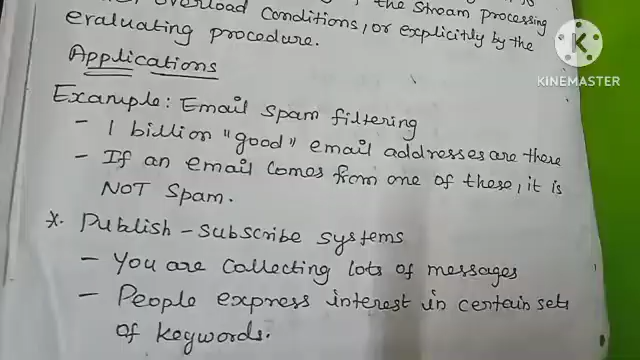 overload Conditions, or explicitly by the Stream processing
evaluating procedure.
Applications
Example: Email Spam filtering
- 1 billion "good" email addresses are there
- If an email comes from one of these, it is
NOT Spam.
*. Publish - Subscribe systems
- You are collecting lots of messages
- People express interest in certain sets
of keywords.
KINEMASTER